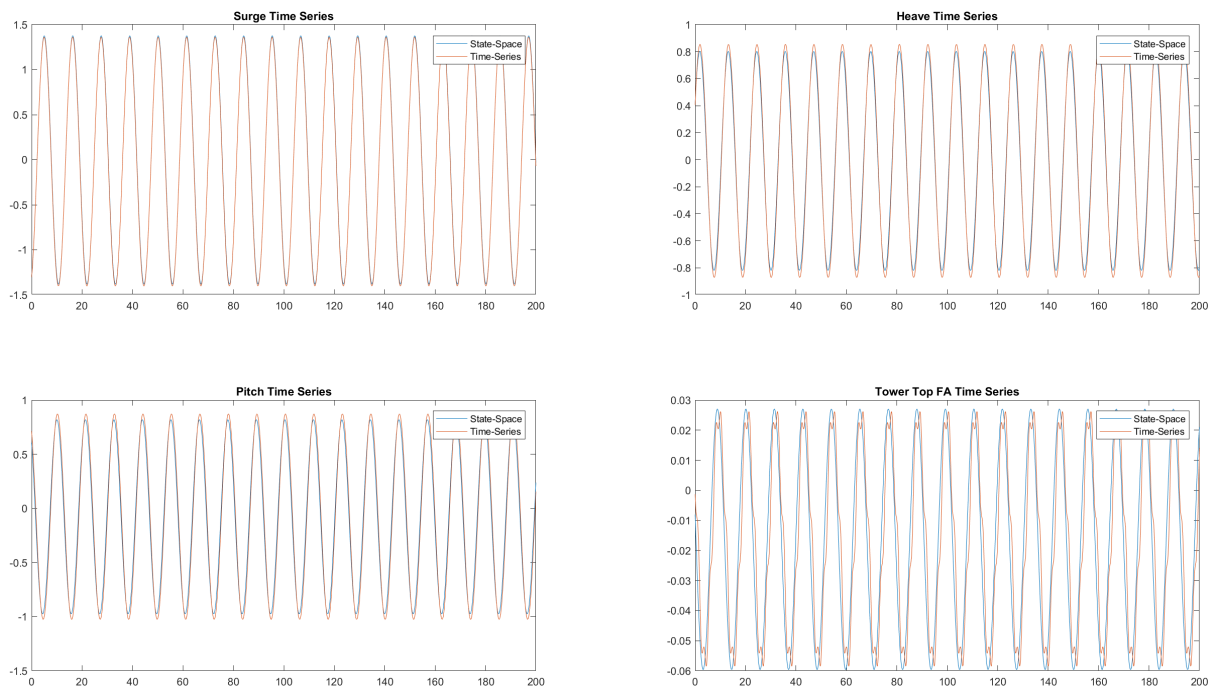 Surge Time Series
1.5
1
0.5
0
-0.5
-1
-1.5
0 20 40 60 80 100 120 140 160 180 200
State-Space
Time-Series
Heave Time Series
1
0.8
0.6
0.4
0.2
0
-0.2
-0.4
-0.6
-0.8
-1
0 20 40 60 80 100 120 140 160 180 200
State-Space
Time-Series
Pitch Time Series
1
0.5
0
-0.5
-1
-1.5
0 20 40 60 80 100 120 140 160 180 200
State-Space
Time-Series
Tower Top FA Time Series
0.03
0.02
0.01
0
-0.01
-0.02
-0.03
-0.04
-0.05
-0.06
0 20 40 60 80 100 120 140 160 180 200
State-Space
Time-Series